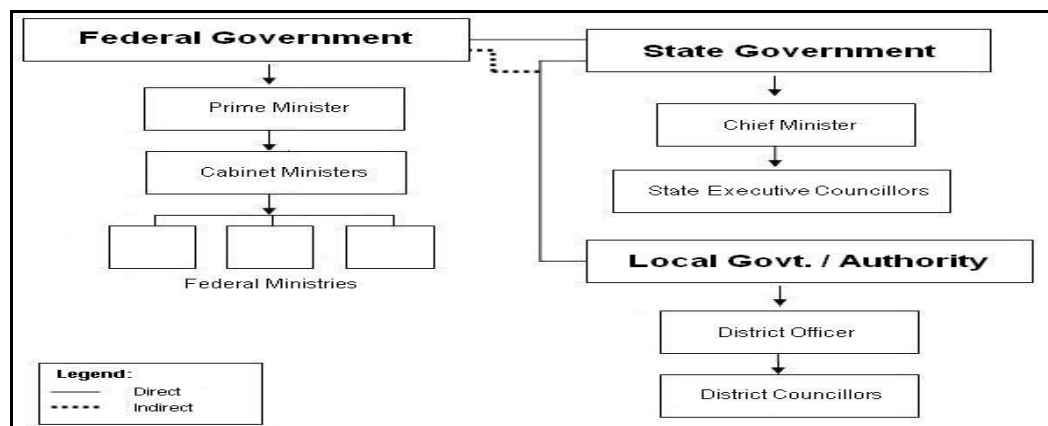 Federal Government
Prime Minister
Cabinet Ministers
Federal Ministries
State Government
Chief Minister
State Executive Councillors
Local Govt. / Authority
District Officer
District Councillors
Legend:
Direct
Indirect